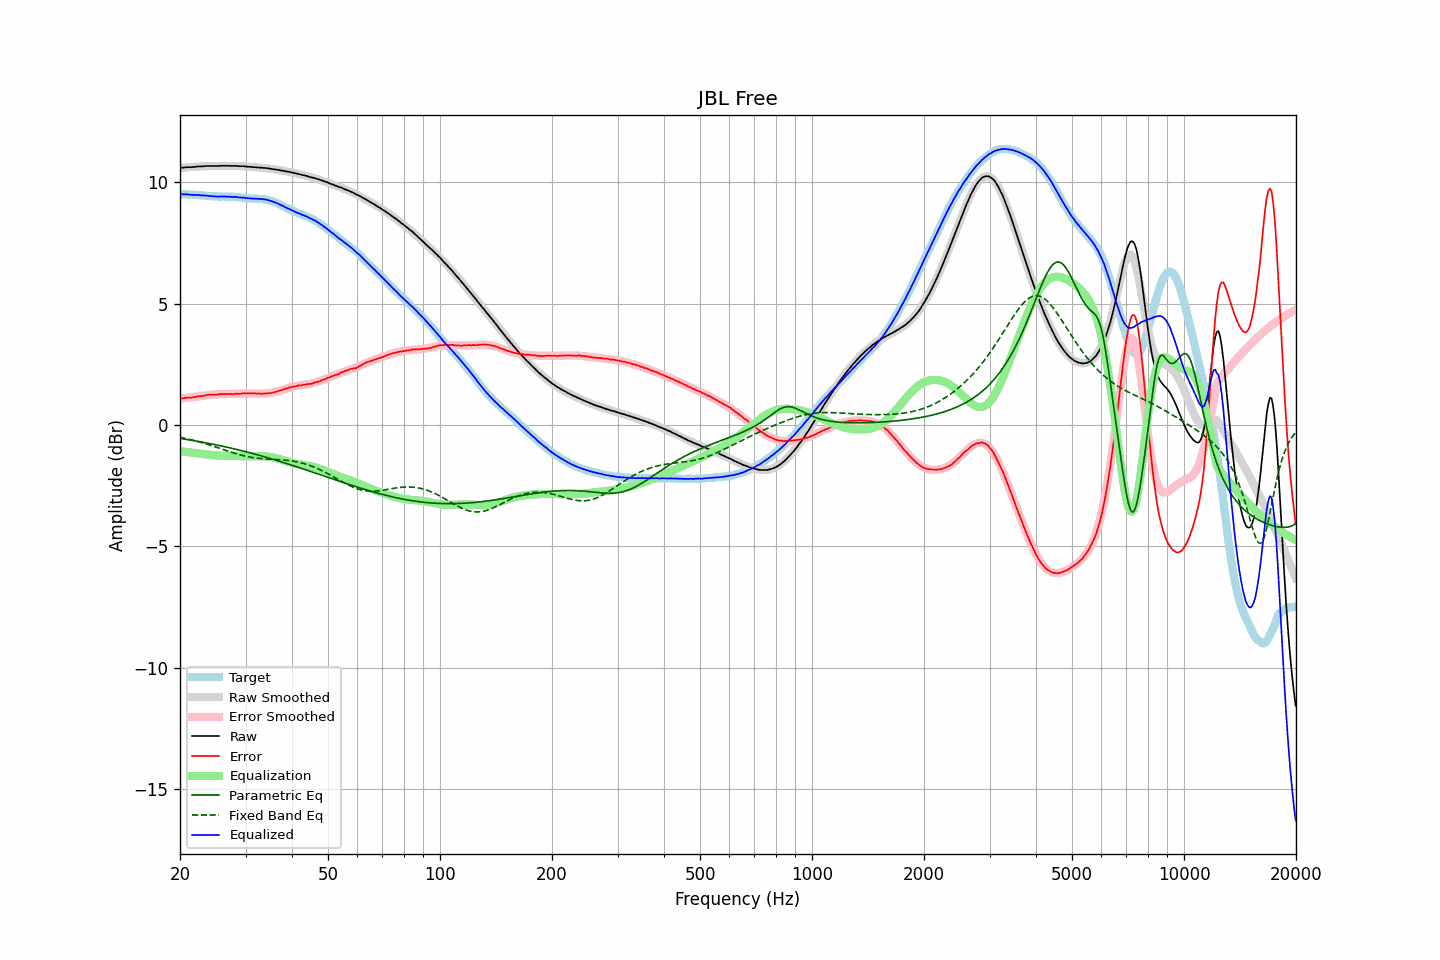 JBL Free
Amplitude (dBr)
10
5
0
−5
−10
−15
Target
Raw Smoothed
Error Smoothed
Raw
Error
Equalization
Parametric Eq
Fixed Band Eq
Equalized
20 50 100 200 500 1000 2000 5000 10000 20000
Frequency (Hz)